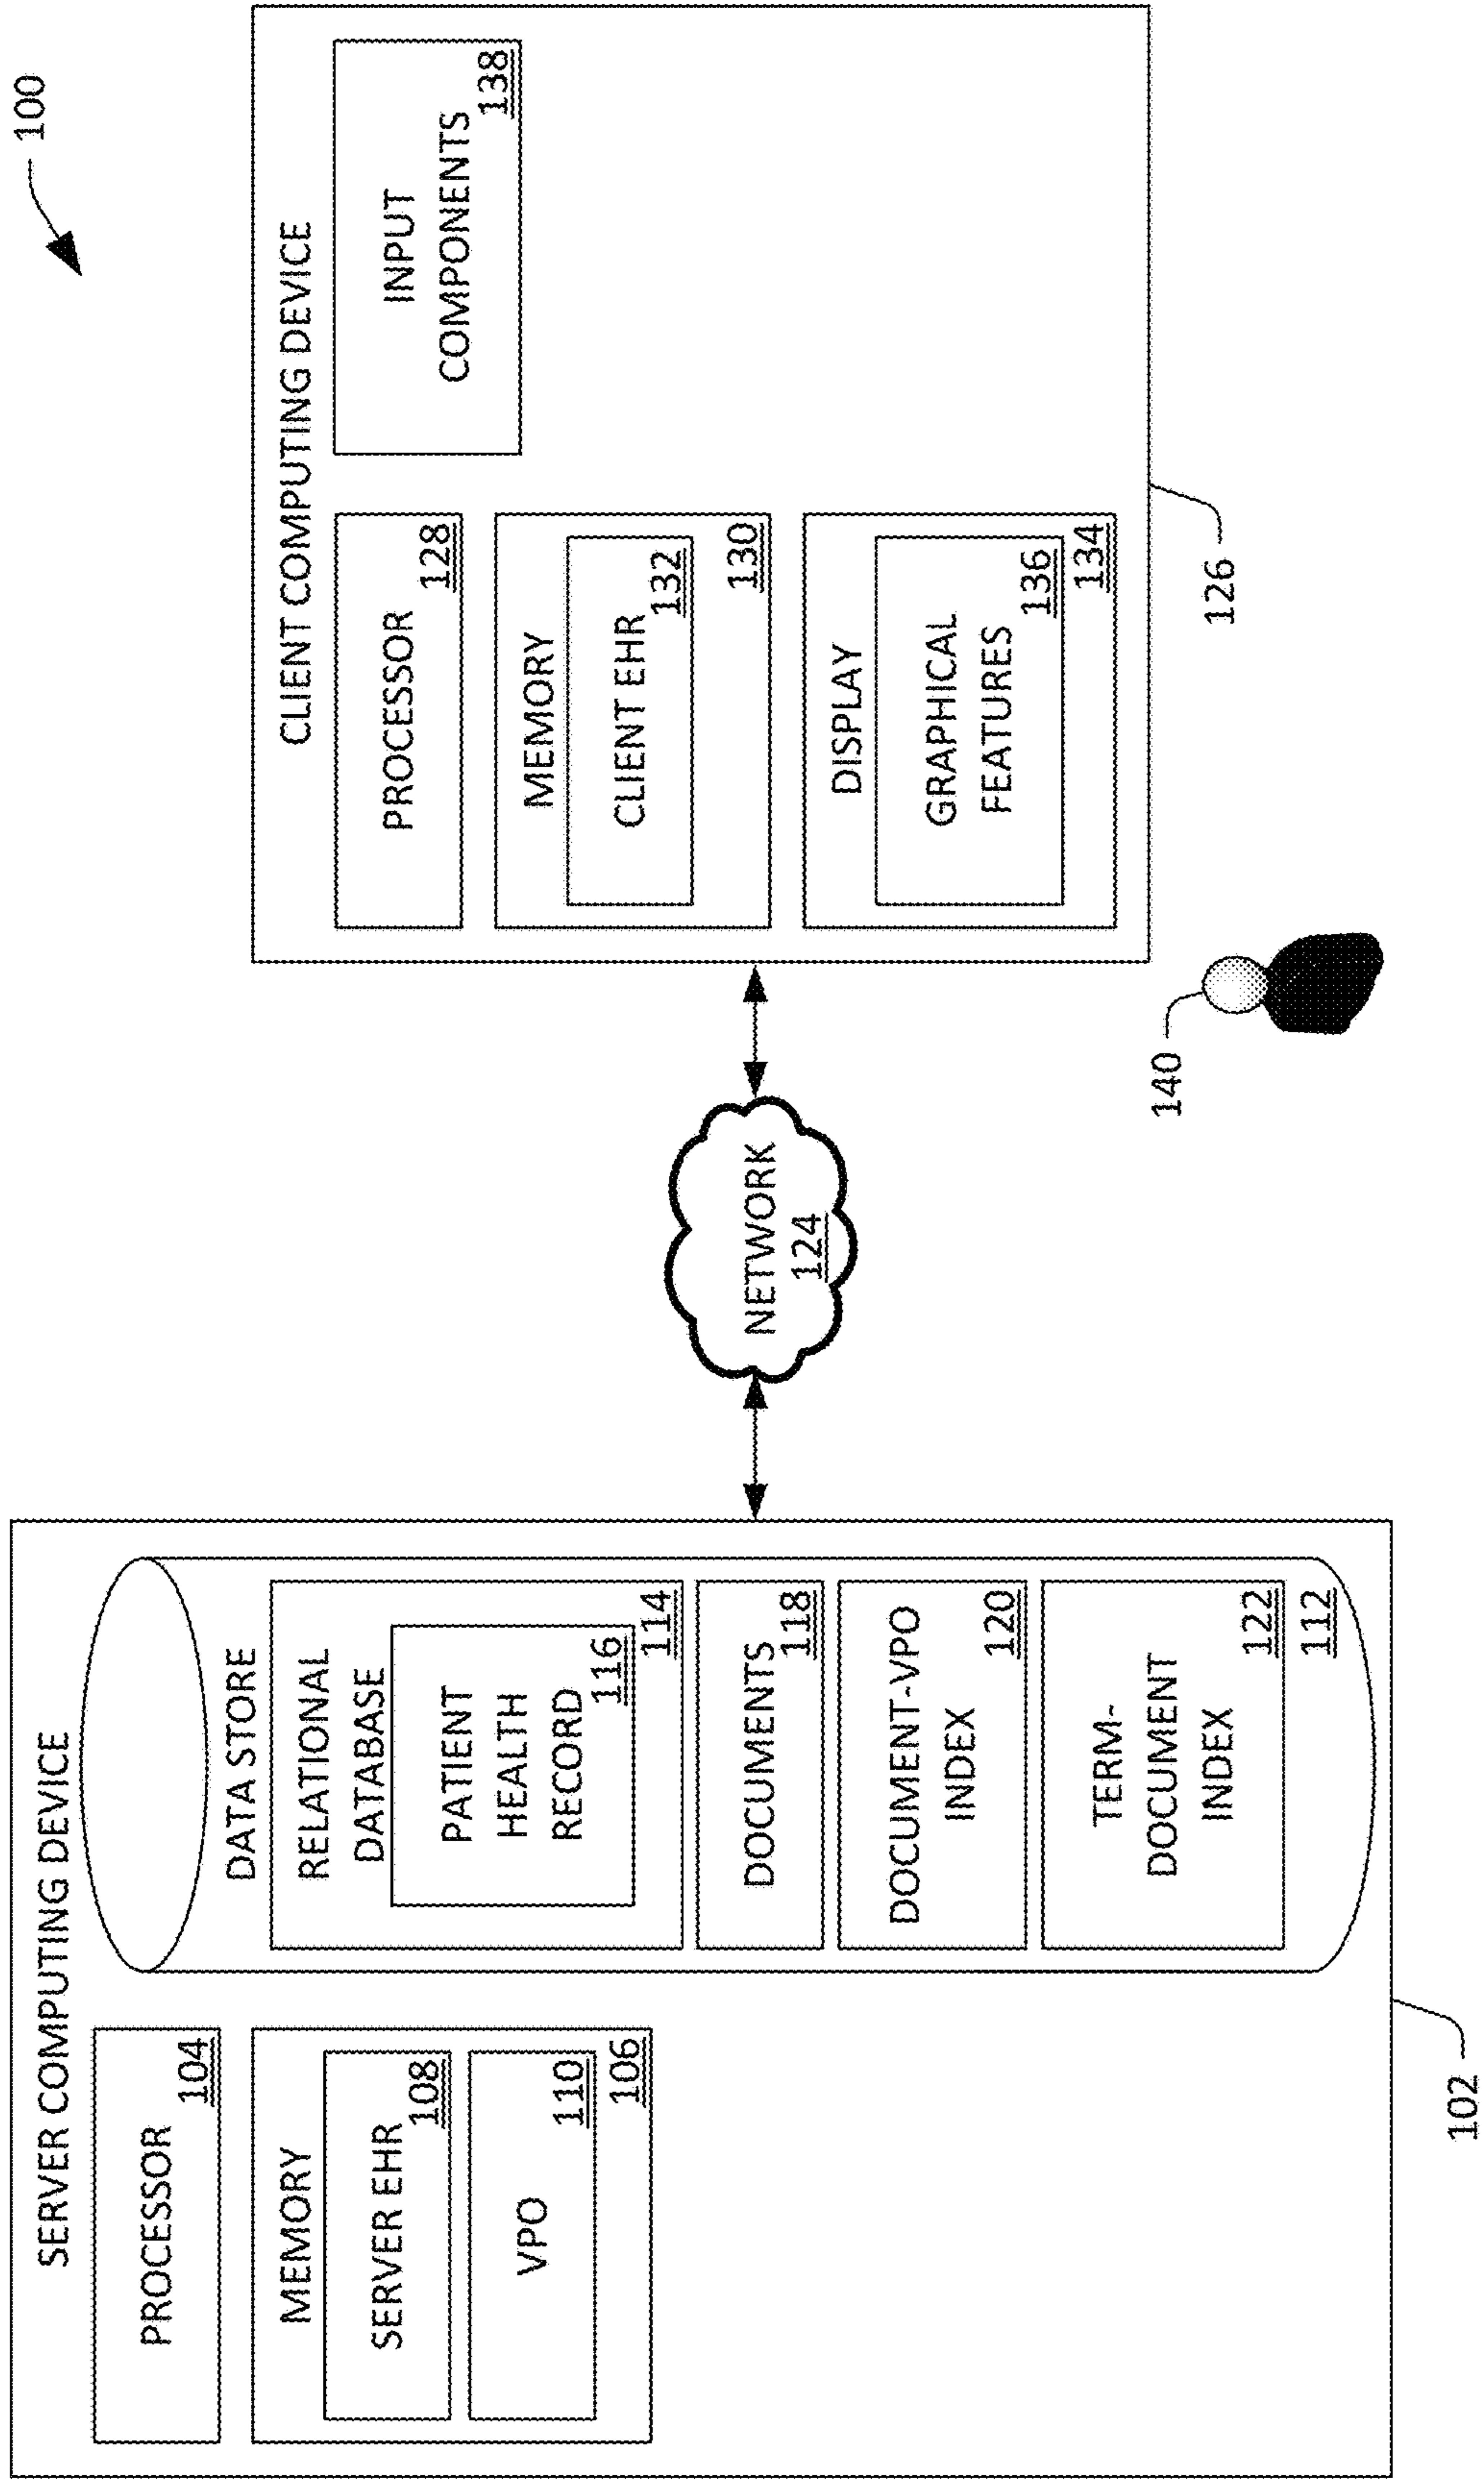 100
SERVER COMPUTING DEVICE
PROCESSOR
104
MEMORY
SERVER EHR
108
VPO
110
106
DATA STORE
RELATIONAL
DATABASE
PATIENT
HEALTH
RECORD
116
114
DOCUMENTS
118
DOCUMENT-VPO
INDEX
120
TERM-
DOCUMENT
INDEX
122
112
102
NETWORK
124
CLIENT COMPUTING DEVICE
PROCESSOR
128
MEMORY
CLIENT EHR
132
130
DISPLAY
GRAPHICAL
FEATURES
136
134
INPUT
COMPONENTS
138
126
140